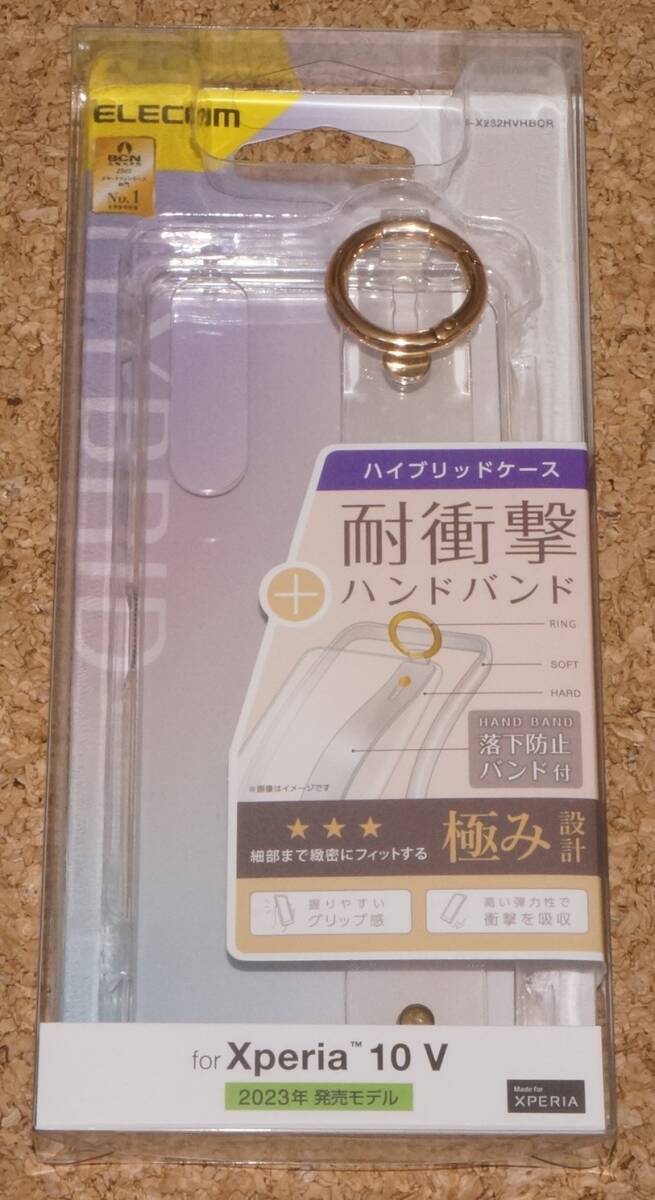 ELECOM
-X232HVHBCR
BCN
No.1
HYBRID
ハイブリッドケース
耐衝撃
+
ハンドバンド
RING
SOFT
HARD
HAND BAND
落下防止
バンド付
※画像はイメージです
★★★
細部まで緻密にフィットする
極み設計
握りやすい
グリップ感
高い弾力性で
衝撃を吸収
for Xperia™ 10 V
2023年 発売モデル
Made for
XPERIA